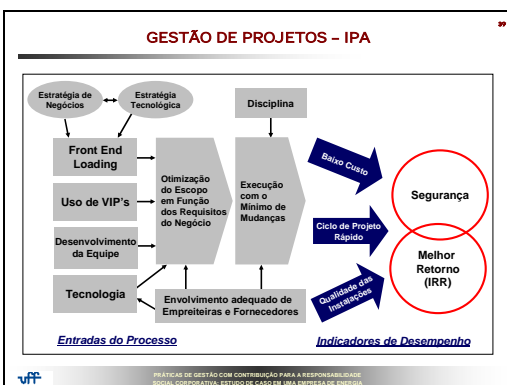 39
GESTÃO DE PROJETOS – IPA
Estratégia de
Negócios
Estratégia
Tecnológica
Disciplina
Front End
Loading
Uso de VIP's
Desenvolvimento
da Equipe
Tecnologia
Otimização
do Escopo
em Função
dos Requisitos
do Negócio
Execução
com o
Mínimo de
Mudanças
Envolvimento adequado de
Empreiteiras e Fornecedores
Baixo Custo
Ciclo de Projeto
Rápido
Qualidade das
Instalações
Segurança
Melhor
Retorno
(IRR)
Entradas do Processo
Indicadores de Desempenho
uff
PRÁTICAS DE GESTÃO COM CONTRIBUIÇÃO PARA A RESPONSABILIDADE
SOCIAL CORPORATIVA: ESTUDO DE CASO EM UMA EMPRESA DE ENERGIA